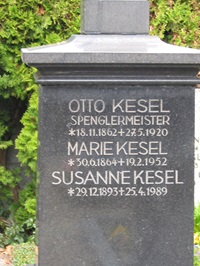 OTTO KESEL
SPENGLERMEISTER
*18.11.1862+27.5.1920
MARIE KESEL
*30.6.1864+19.2.1952
SUSANNE KESEL
*29.12.1893+25.4.1989